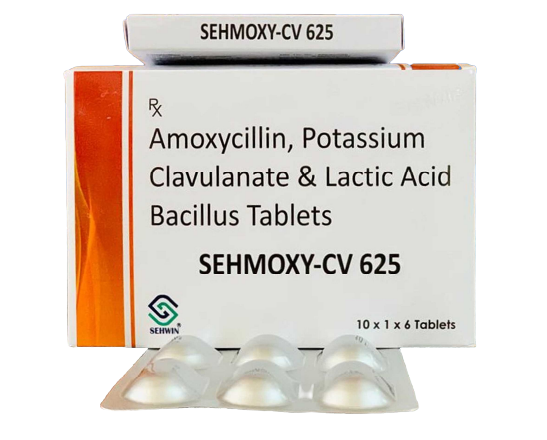 SEHMOXY-CV 625
Rx
Amoxycillin, Potassium
Clavulanate & Lactic Acid
Bacillus Tablets
SEHMOXY-CV 625
SEHWIN®
10 x 1 x 6 Tablets